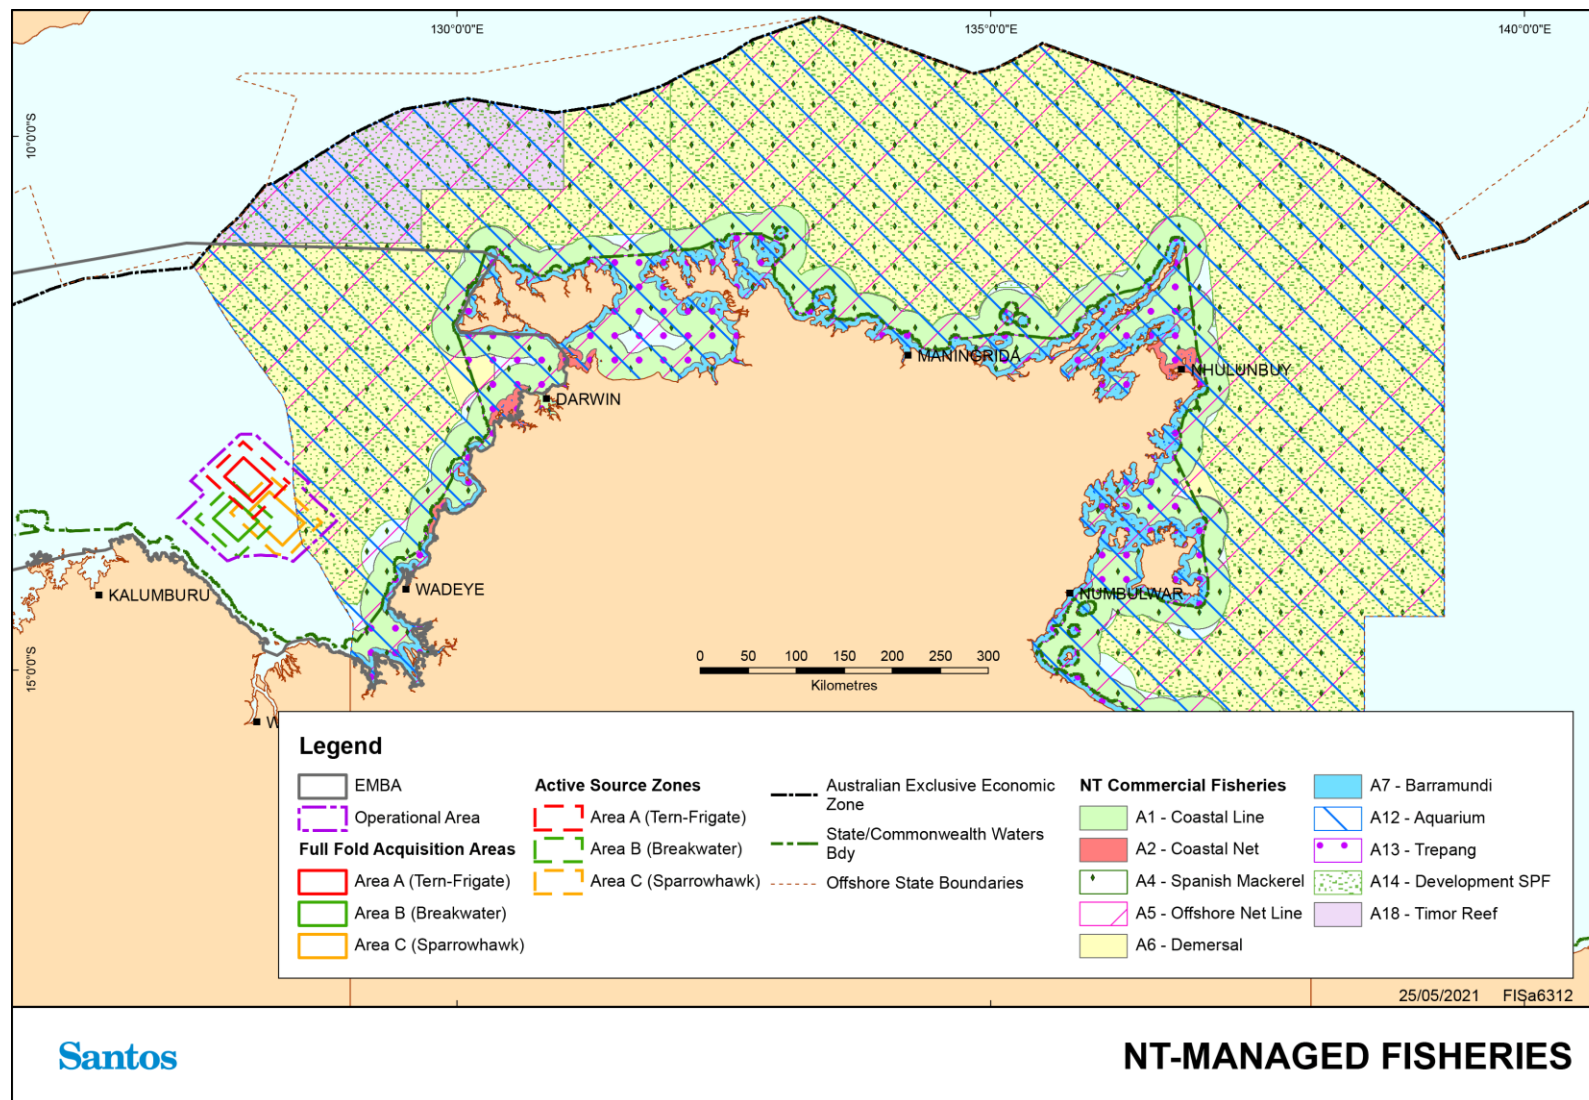 130°0'0"E
135°0'0"E
140°0'0"E
10°0'0"S
15°0'0"S
DARWIN
MANINGRIDA
NHULUNBUY
KALUMBURU
WADEYE
NUMBULWAR
W
0 50 100 150 200 250 300
Kilometres
Legend
EMBA
Operational Area
Full Fold Acquisition Areas
Area A (Tern-Frigate)
Area B (Breakwater)
Area C (Sparrowhawk)
Active Source Zones
Area A (Tern-Frigate)
Area B (Breakwater)
Area C (Sparrowhawk)
Australian Exclusive Economic
Zone
State/Commonwealth Waters
Bdy
Offshore State Boundaries
NT Commercial Fisheries
A1 - Coastal Line
A2 - Coastal Net
A4 - Spanish Mackerel
A5 - Offshore Net Line
A6 - Demersal
A7 - Barramundi
A12 - Aquarium
A13 - Trepang
A14 - Development SPF
A18 - Timor Reef
25/05/2021 FISa6312
Santos
NT-MANAGED FISHERIES